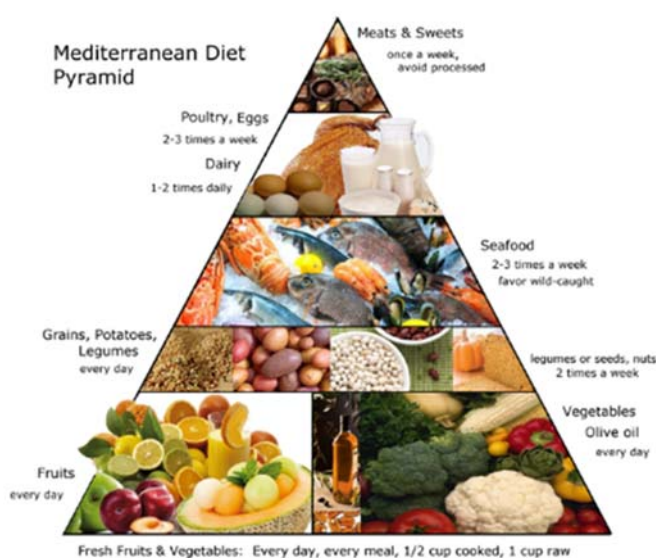 Mediterranean Diet
Pyramid
Meats & Sweets
once a week,
avoid processed
Poultry, Eggs
2-3 times a week
Dairy
1-2 times daily
Seafood
2-3 times a week
favor wild-caught
Grains, Potatoes,
Legumes
every day
legumes or seeds, nuts
2 times a week
Vegetables
Olive oil
every day
Fruits
every day
Fresh Fruits & Vegetables: Every day, every meal, 1/2 cup cooked, 1 cup raw